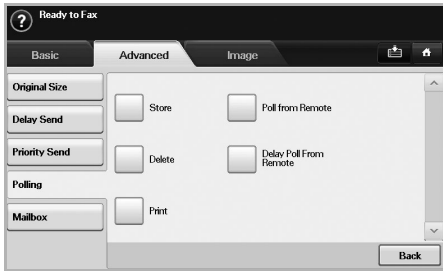 ? Ready to Fax
Basic
Advanced
Image
Original Size
Delay Send
Priority Send
Polling
Mailbox
Store
Poll from Remote
Delete
Delay Poll From
Remote
Print
Back